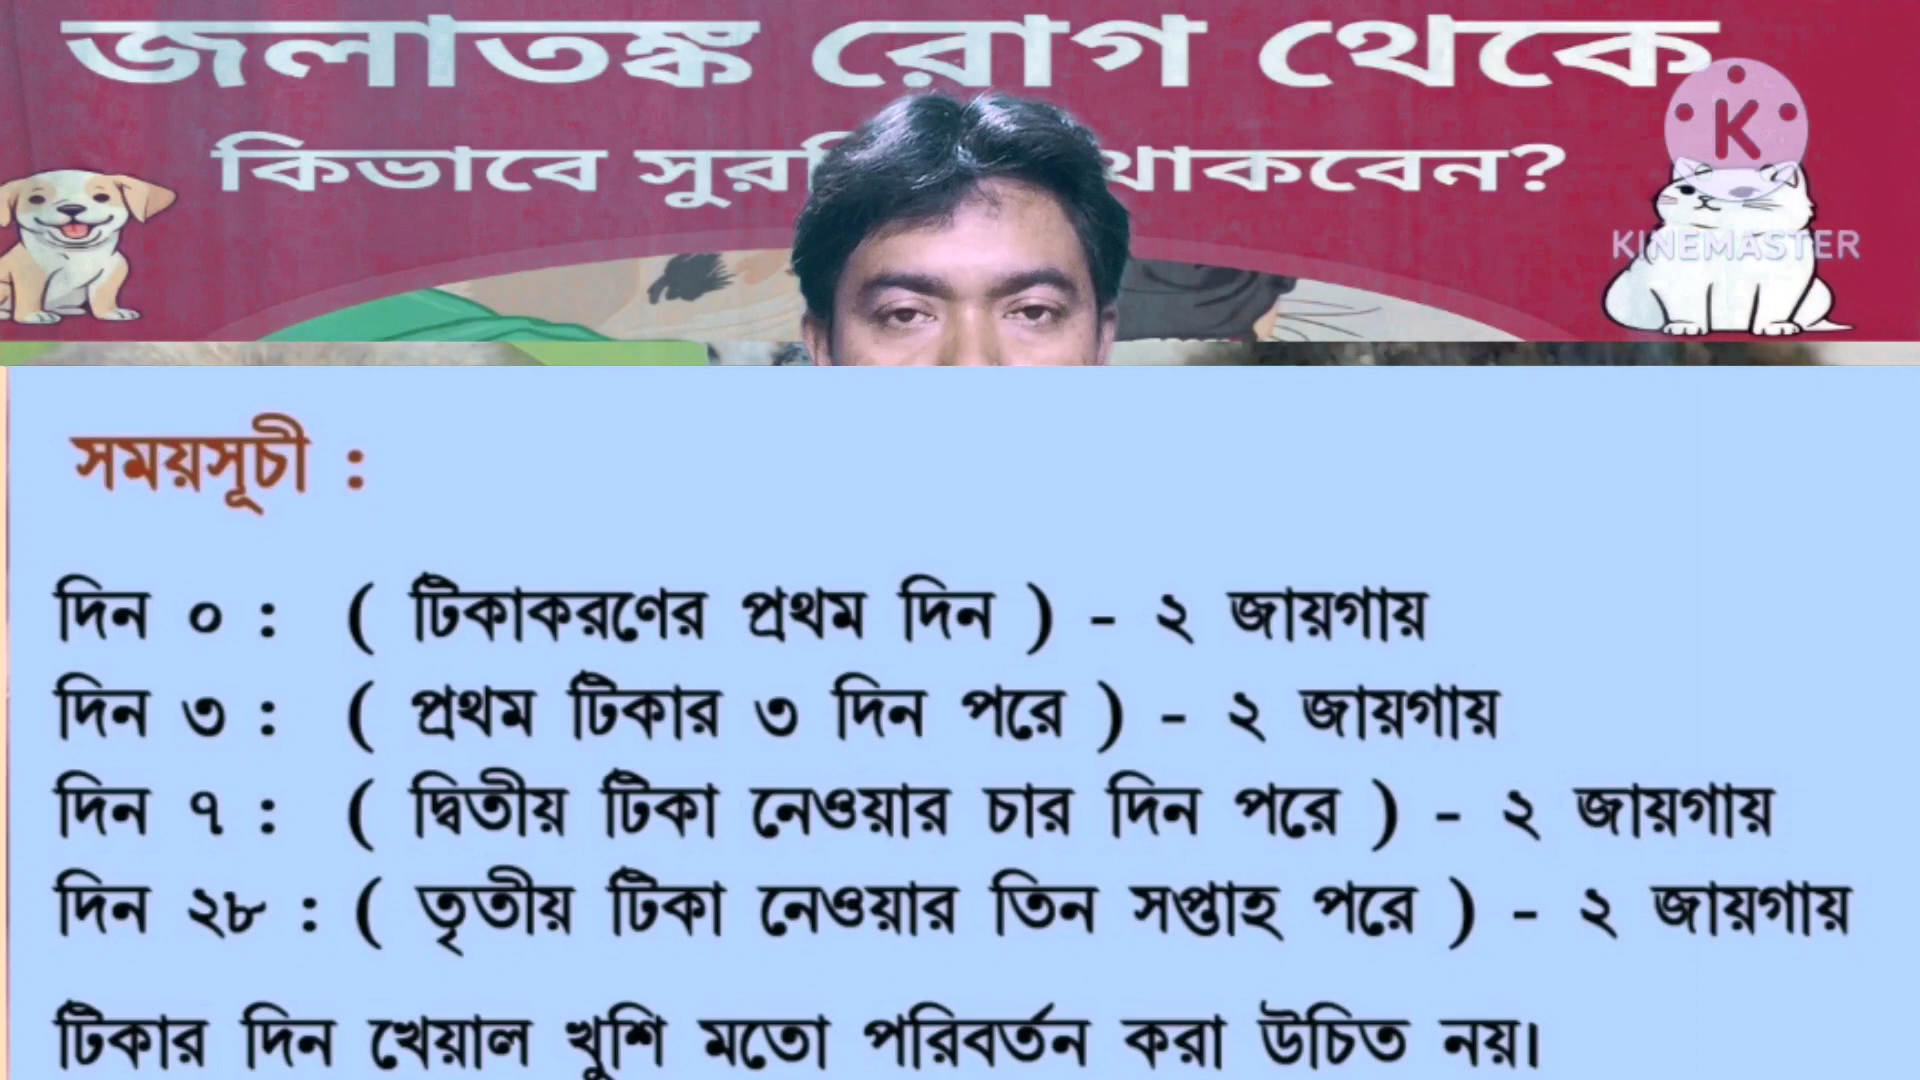 জলাতঙ্ক রোগ থেকে
কিভাবে থাকবেন?
K
KINEMASTER
সময়সূচী :
দিন ০ : ( টিকাকরণের প্রথম দিন ) - ২ জায়গায়
দিন ৩ : ( প্রথম টিকার ৩ দিন পরে ) - ২ জায়গায়
দিন ৭ : ( দ্বিতীয় টিকা নেওয়ার চার দিন পরে ) - ২ জায়গায়
দিন ২৮ : ( তৃতীয় টিকা নেওয়ার তিন সপ্তাহ পরে ) - ২ জায়গায়
টিকার দিন খেয়াল খুশি মতো পরিবর্তন করা উচিত নয়।